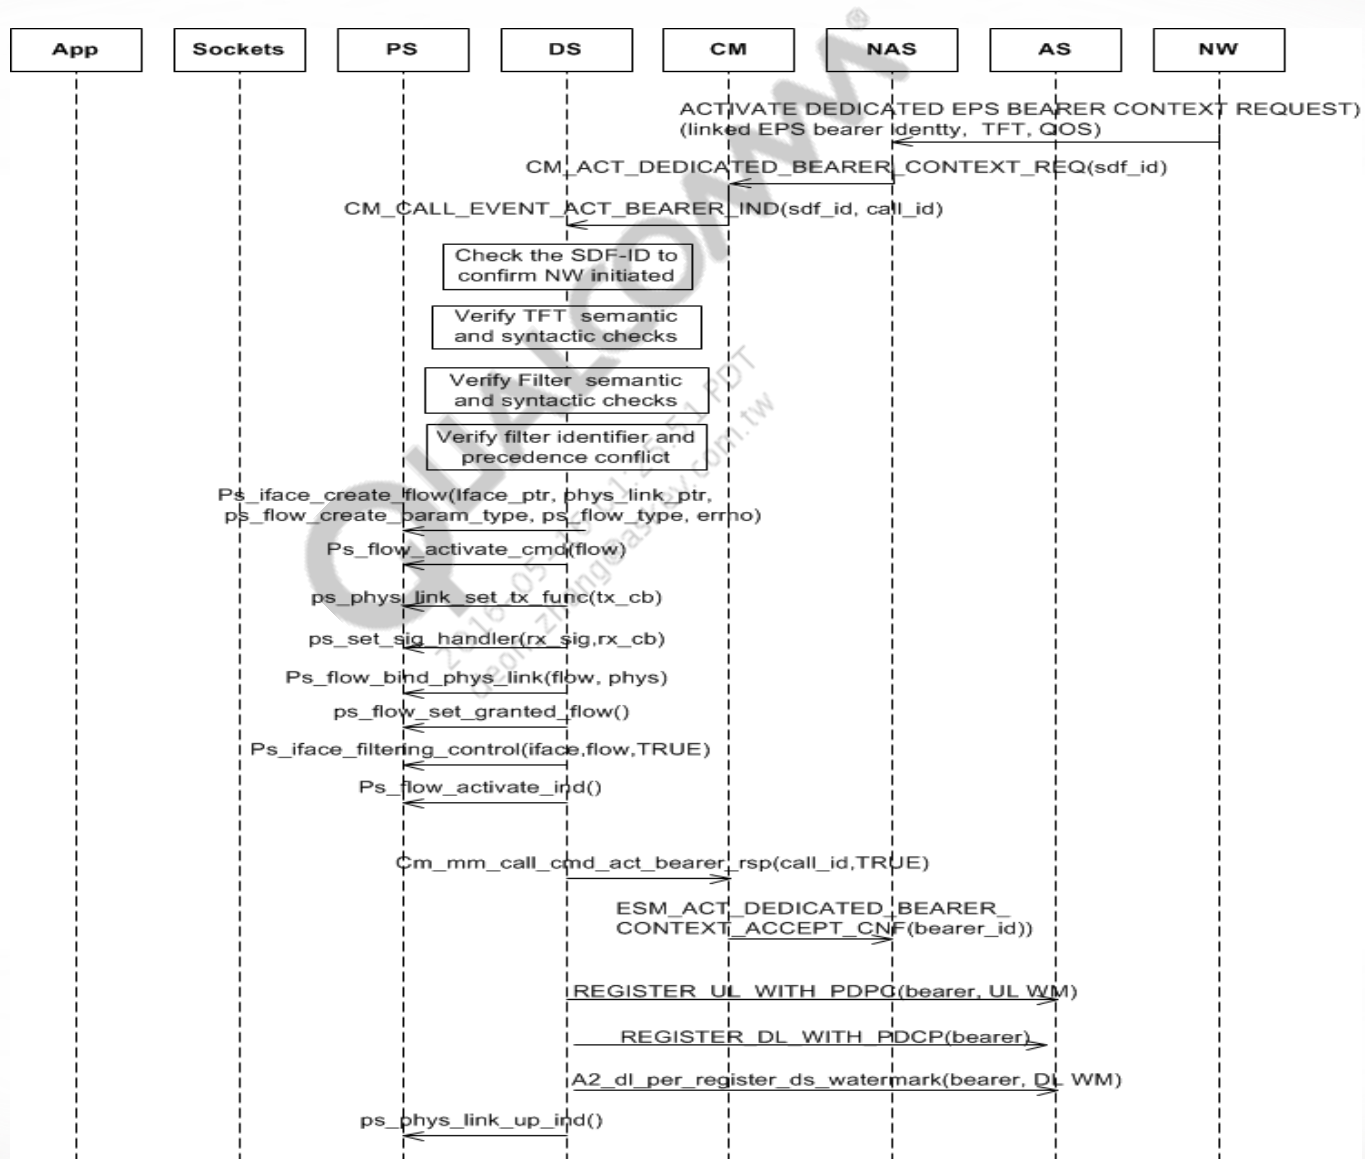 App Sockets PS DS CM NAS AS NW
ACTIVATE DEDICATED EPS BEARER CONTEXT REQUEST)
(linked EPS bearer Identty, TFT, QOS)
CM_ACT_DEDICATED_BEARER_CONTEXT_REQ(sdf_id)
CM_CALL_EVENT_ACT_BEARER_IND(sdf_id, call_id)
Check the SDF-ID to
confirm NW initiated
Verify TFT semantic
and syntactic checks
Verify Filter semantic
and syntactic checks
Verify filter identifier and
precedence conflict
Ps_iface_create_flow(Iface_ptr, phys_link_ptr,
ps_flow_create_param_type, ps_flow_type, errno)
Ps_flow_activate_cmd(flow)
ps_phys_link_set_tx_func(tx_cb)
ps_set_sig_handler(rx_sig,rx_cb)
Ps_flow_bind_phys_link(flow, phys)
ps_flow_set_granted_flow()
Ps_iface_filtering_control(iface,flow,TRUE)
Ps_flow_activate_ind()
Cm_mm_call_cmd_act_bearer_rsp(call_id,TRUE)
ESM_ACT_DEDICATED_BEARER_
CONTEXT_ACCEPT_CNF(bearer_id))
REGISTER_UL_WITH_PDPC(bearer, UL WM)
REGISTER_DL_WITH_PDCP(bearer)
A2_dl_per_register_ds_watermark(bearer, DL WM)
ps_phys_link_up_ind()
QUALCOMM®